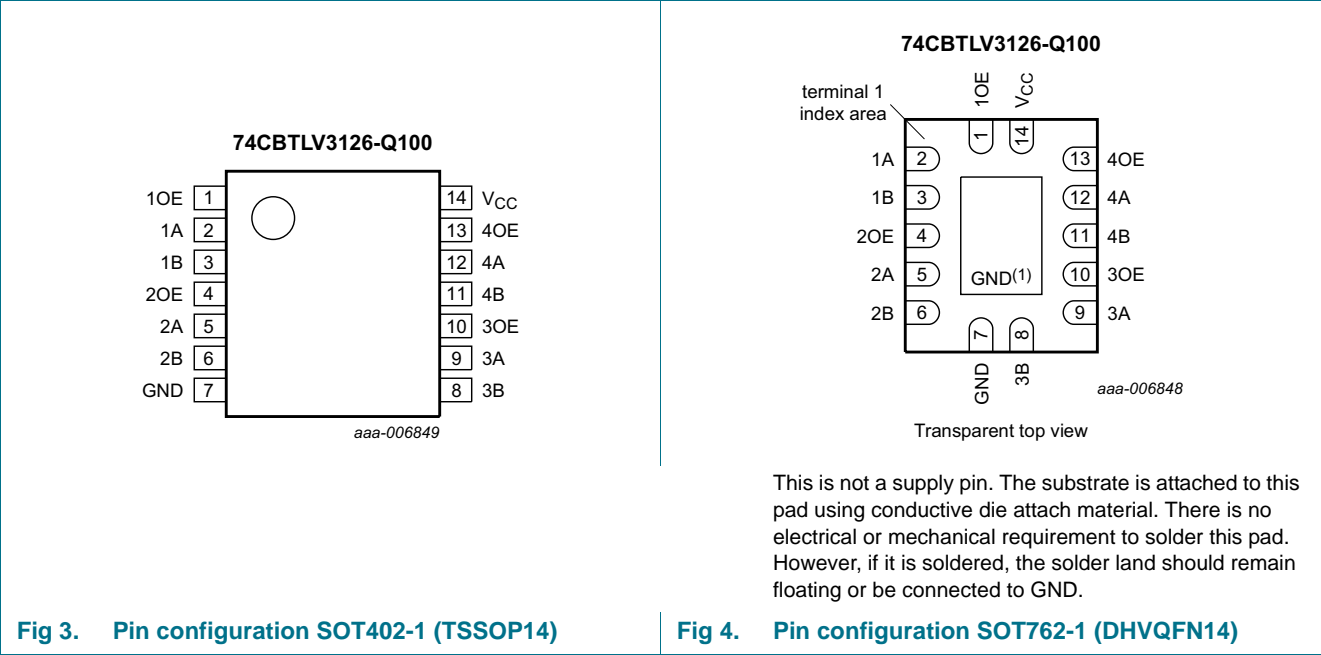 74CBTLV3126-Q100
1OE 1 14 VCC
1A 2 13 4OE
1B 3 12 4A
2OE 4 11 4B
2A 5 10 3OE
2B 6 9 3A
GND 7 8 3B
aaa-006849
Fig 3. Pin configuration SOT402-1 (TSSOP14)
74CBTLV3126-Q100
terminal 1
index area
1OE VCC
1 14
1A 2 13 4OE
1B 3 12 4A
2OE 4 11 4B
2A 5 GND(1) 10 3OE
2B 6 9 3A
7 8
GND 3B
aaa-006848
Transparent top view
This is not a supply pin. The substrate is attached to this
pad using conductive die attach material. There is no
electrical or mechanical requirement to solder this pad.
However, if it is soldered, the solder land should remain
floating or be connected to GND.
Fig 4. Pin configuration SOT762-1 (DHVQFN14)